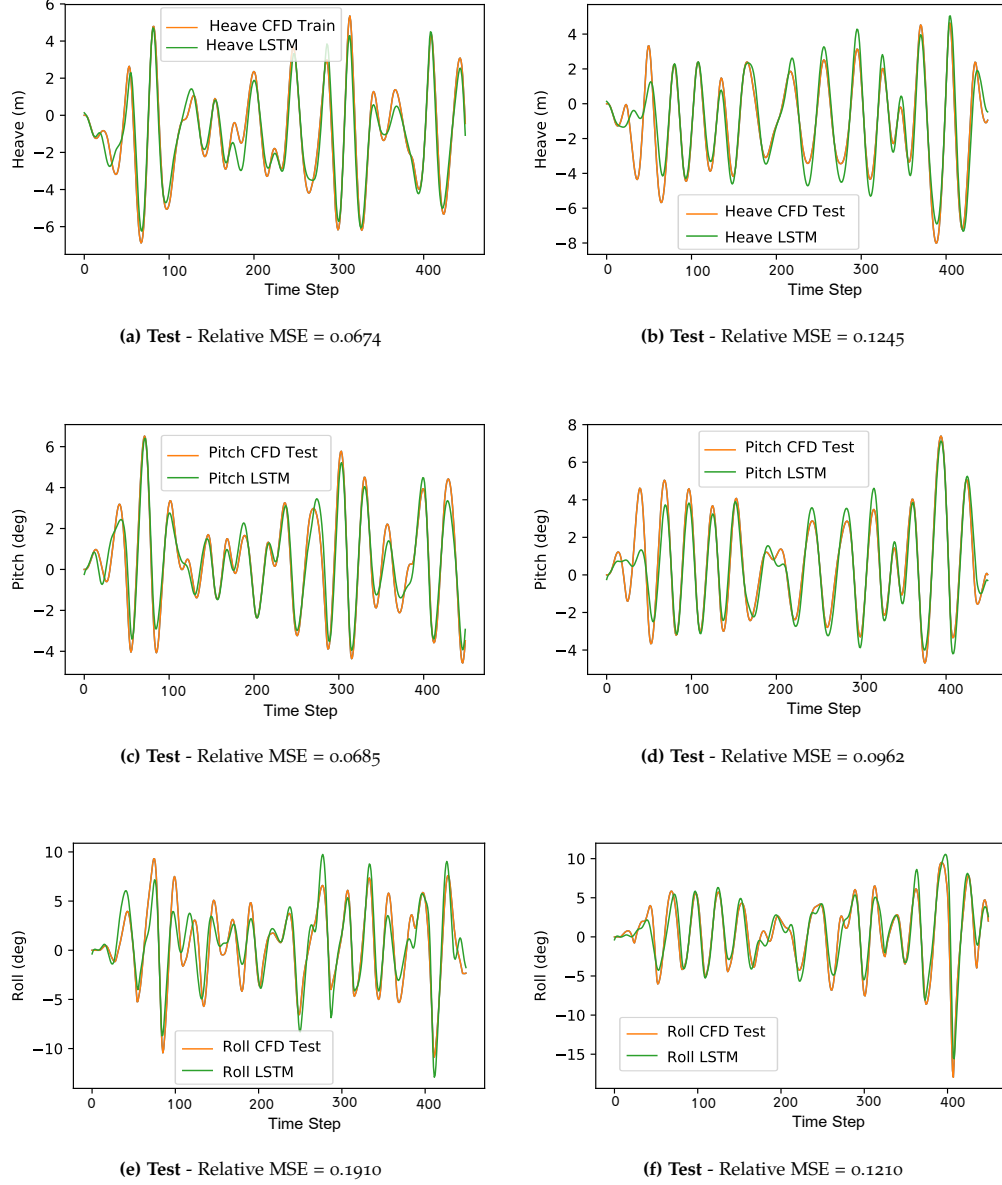 6
4
2
0
−2
−4
−6
Heave (m)
Heave CFD Train
Heave LSTM
0
100
200
300
400
Time Step
(a) Test - Relative MSE = 0.0674
4
2
0
−2
−4
−6
−8
Heave (m)
Heave CFD Test
Heave LSTM
0
100
200
300
400
Time Step
(b) Test - Relative MSE = 0.1245
6
4
2
0
−2
−4
Pitch (deg)
Pitch CFD Test
Pitch LSTM
0
100
200
300
400
Time Step
(c) Test - Relative MSE = 0.0685
8
6
4
2
0
−2
−4
Pitch (deg)
Pitch CFD Test
Pitch LSTM
0
100
200
300
400
Time Step
(d) Test - Relative MSE = 0.0962
10
5
0
−5
−10
Roll (deg)
Roll CFD Test
Roll LSTM
0
100
200
300
400
Time Step
(e) Test - Relative MSE = 0.1910
10
5
0
−5
−10
−15
Roll (deg)
Roll CFD Test
Roll LSTM
0
100
200
300
400
Time Step
(f) Test - Relative MSE = 0.1210